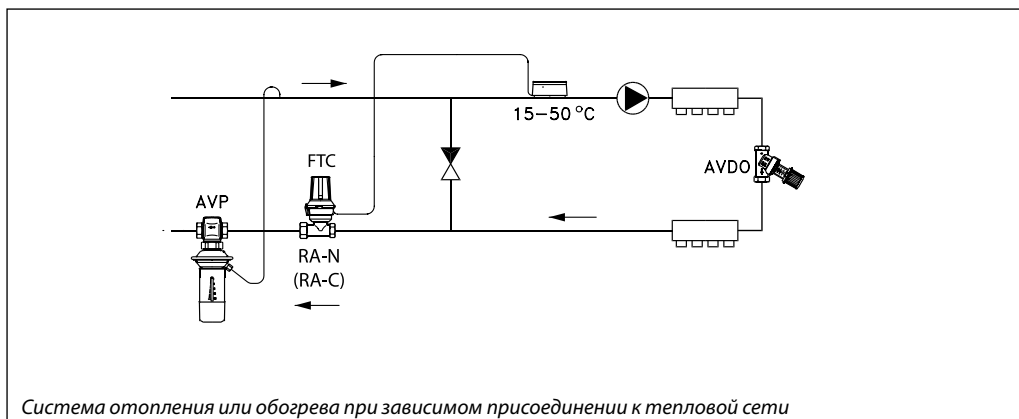 15–50 °C
FTC
AVDO
AVP
RA-N
(RA-C)
Система отопления или обогрева при зависимом присоединении к тепловой сети